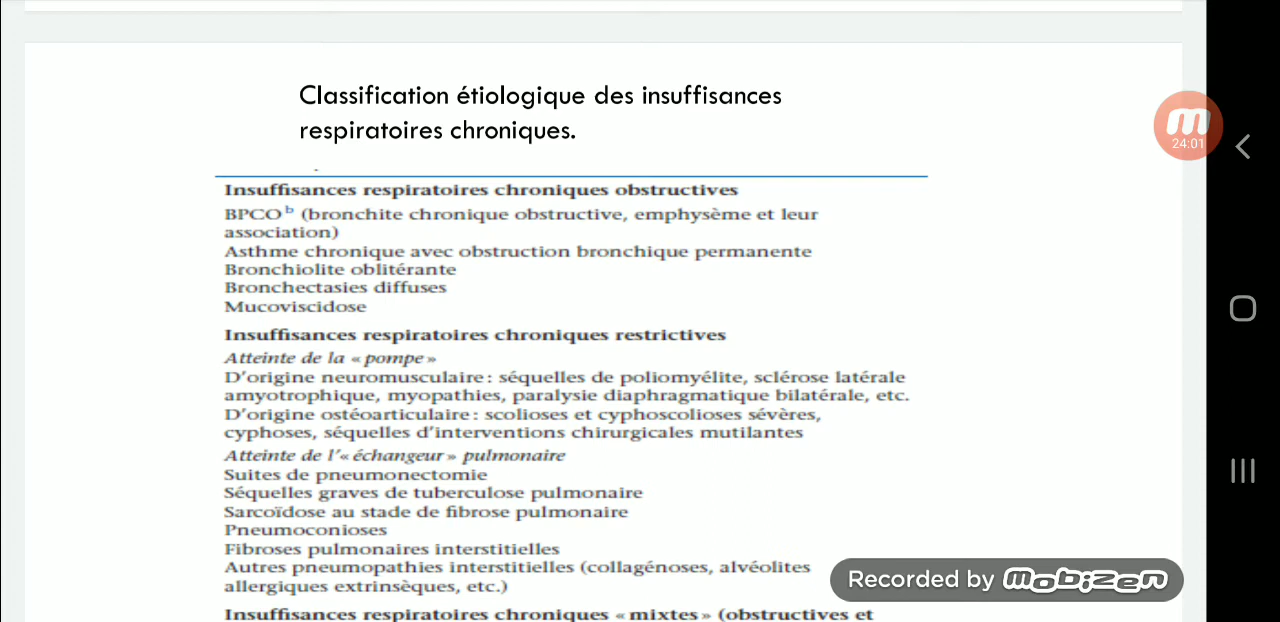 Classification étiologique des insuffisances
respiratoires chroniques.
24:01
Insuffisances respiratoires chroniques obstructives
BPCO b (bronchite chronique obstructive, emphysème et leur
association)
Asthme chronique avec obstruction bronchique permanente
Bronchiolite oblitérante
Bronchectasies diffuses
Mucoviscidose
Insuffisances respiratoires chroniques restrictives
Atteinte de la « pompe »
D'origine neuromusculaire : séquelles de poliomyélite, sclérose latérale
amyotrophique, myopathies, paralysie diaphragmatique bilatérale, etc.
D'origine ostéoarticulaire : scolioses et cyphoscolioses sévères,
cyphoses, séquelles d'interventions chirurgicales mutilantes
Atteinte de l'« échangeur » pulmonaire
Suites de pneumonectomie
Séquelles graves de tuberculose pulmonaire
Sarcoïdose au stade de fibrose pulmonaire
Pneumoconioses
Fibroses pulmonaires interstitielles
Autres pneumopathies interstitielles (collagénoses, alvéolites
allergiques extrinsèques, etc.)
Insuffisances respiratoires chroniques « mixtes » (obstructives et
Recorded by mobizen